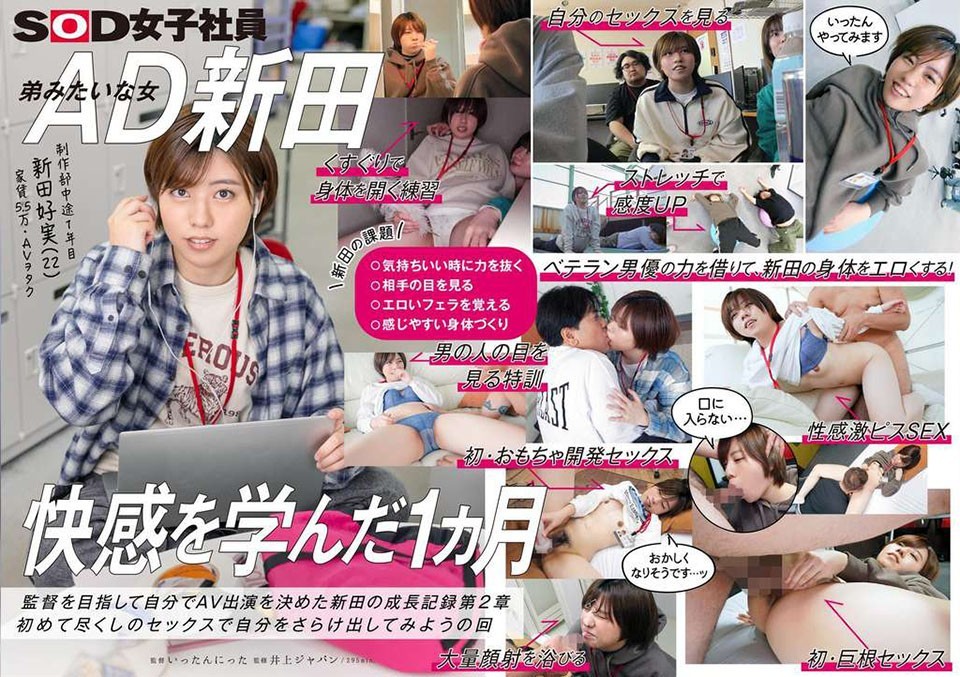 SOD女子社員
弟みたいな女
AD新田
制作部中途1年目
新田好実(22)
家賃5.5万・AVヲタク
くすぐりで
身体を開く練習
新田の課題
○気持ちいい時に力を抜く
○相手の目を見る
○エロいフェラを覚える
○感じやすい身体づくり
男の人の目を
見る特訓
自分のセックスを見る
いったん
やってみます
ストレッチで
感度UP
ベテラン男優の力を借りて、新田の身体をエロくする!
口に
入らない…
性感激ピスSEX
初・おもちゃ開発セックス
おかしく
なりそうです…ッ
快感を学んだ1ヵ月
監督を目指して自分でAV出演を決めた新田の成長記録第2章
初めて尽くしのセックスで自分をさらけ出してみようの回
監督 いったんにった 監修 井上ジャパン/295min.
大量顔射を浴びる
初・巨根セックス